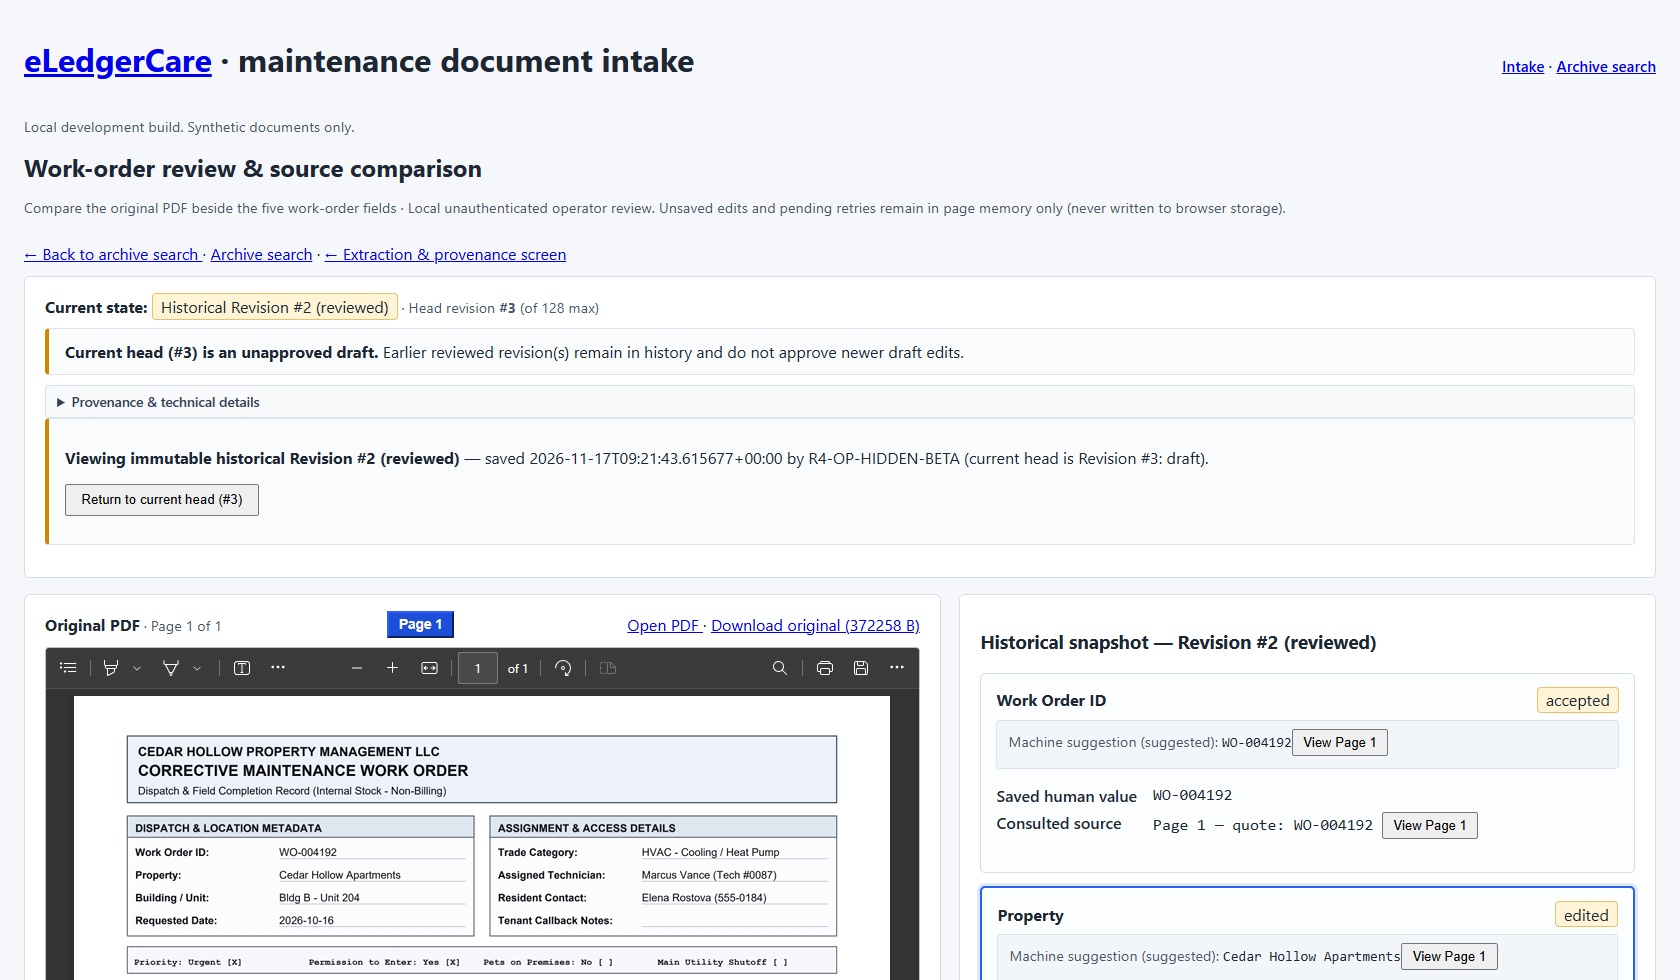 eLedgerCare · maintenance document intake
Intake · Archive search
Local development build. Synthetic documents only.
Work-order review & source comparison
Compare the original PDF beside the five work-order fields · Local unauthenticated operator review. Unsaved edits and pending retries remain in page memory only (never written to browser storage).
← Back to archive search · Archive search · ← Extraction & provenance screen
Current state: Historical Revision #2 (reviewed) · Head revision #3 (of 128 max)
Current head (#3) is an unapproved draft. Earlier reviewed revision(s) remain in history and do not approve newer draft edits.
▶ Provenance & technical details
Viewing immutable historical Revision #2 (reviewed) — saved 2026-11-17T09:21:43.615677+00:00 by R4-OP-HIDDEN-BETA (current head is Revision #3: draft).
Return to current head (#3)
Original PDF · Page 1 of 1
Page 1
Open PDF · Download original (372258 B)
1 of 1
CEDAR HOLLOW PROPERTY MANAGEMENT LLC
CORRECTIVE MAINTENANCE WORK ORDER
Dispatch & Field Completion Record (Internal Stock - Non-Billing)
DISPATCH & LOCATION METADATA
Work Order ID: WO-004192
Property: Cedar Hollow Apartments
Building / Unit: Bldg B - Unit 204
Requested Date: 2026-10-16
ASSIGNMENT & ACCESS DETAILS
Trade Category: HVAC - Cooling / Heat Pump
Assigned Technician: Marcus Vance (Tech #0087)
Resident Contact: Elena Rostova (555-0184)
Tenant Callback Notes:
Priority: Urgent [X] Permission to Enter: Yes [X] Pets on Premises: No [ ] Main Utility Shutoff [ ]
Historical snapshot — Revision #2 (reviewed)
Work Order ID
accepted
Machine suggestion (suggested): WO-004192 View Page 1
Saved human value WO-004192
Consulted source Page 1 — quote: WO-004192 View Page 1
Property
edited
Machine suggestion (suggested): Cedar Hollow Apartments View Page 1